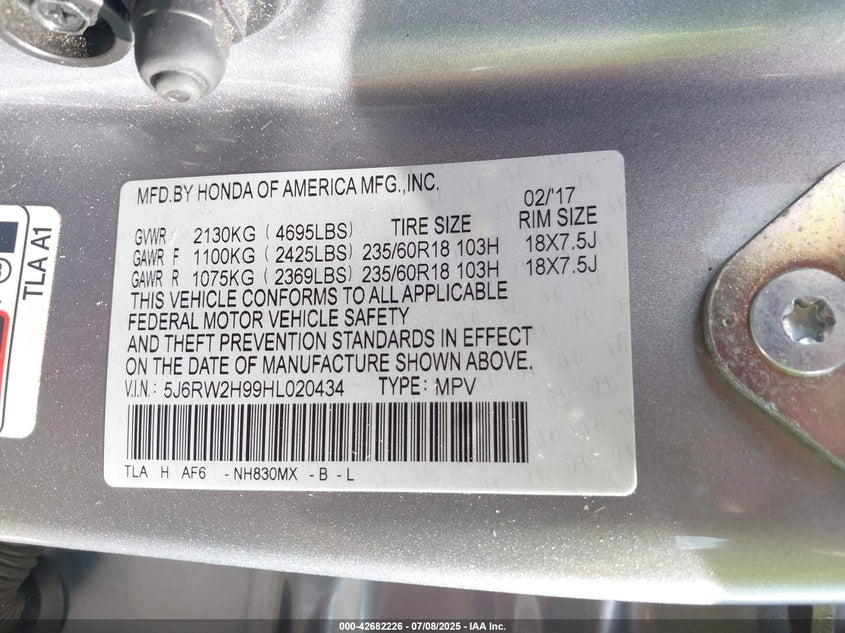 MFD.BY HONDA OF AMERICA MFG.,INC.
02/'17
GVWR 2130KG ( 4695LBS) TIRE SIZE RIM SIZE
GAWR F 1100KG ( 2425LBS) 235/60R18 103H 18X7.5J
GAWR R 1075KG ( 2369LBS) 235/60R18 103H 18X7.5J
THIS VEHICLE CONFORMS TO ALL APPLICABLE
FEDERAL MOTOR VEHICLE SAFETY
AND THEFT PREVENTION STANDARDS IN EFFECT
ON THE DATE OF MANUFACTURE SHOWN ABOVE.
V.I.N.: 5J6RW2H99HL020434 TYPE: MPV
TLA H AF6 -NH830MX -B -L
TLA A1
000-42682226 - 07/08/2025 - IAA Inc.